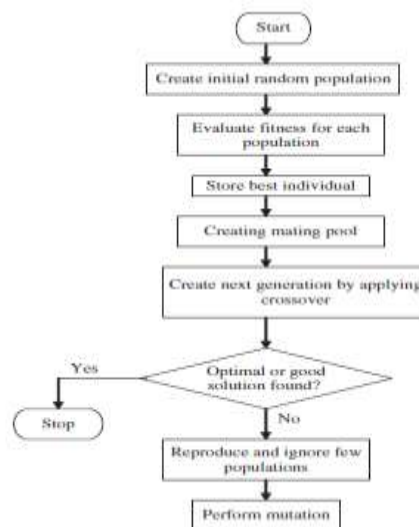 Start
Create initial random population
Evaluate fitness for each
population
Store best individual
Creating mating pool
Create next generation by applying
crossover
Optimal or good
solution found?
Yes
Stop
No
Reproduce and ignore few
populations
Perform mutation